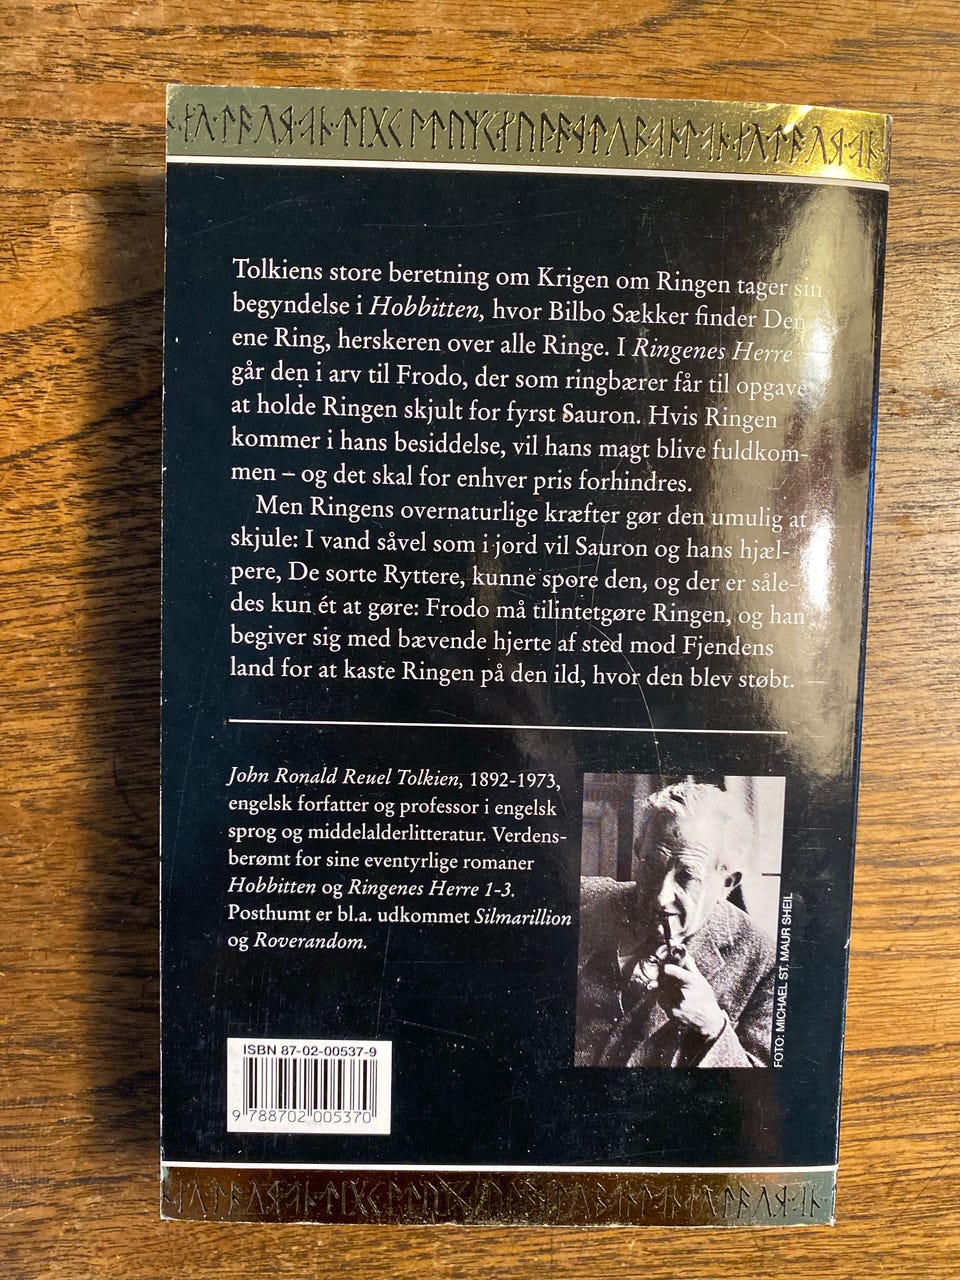 Tolkiens store beretning om Krigen om Ringen tager sin
begyndelse i Hobbitten, hvor Bilbo Sækker finder Den
ene Ring, herskeren over alle Ringe. I Ringenes Herre
går den i arv til Frodo, der som ringbærer får til opgave
at holde Ringen skjult for fyrst Sauron. Hvis Ringen
kommer i hans besiddelse, vil hans magt blive fuldkom-
men – og det skal for enhver pris forhindres.
Men Ringens overnaturlige kræfter gør den umulig at
skjule: I vand såvel som i jord vil Sauron og hans hjæl-
pere, De sorte Ryttere, kunne spore den, og der er såle-
des kun ét at gøre: Frodo må tilintetgøre Ringen, og han
begiver sig med bævende hjerte af sted mod Fjendens
land for at kaste Ringen på den ild, hvor den blev støbt.
John Ronald Reuel Tolkien, 1892-1973,
engelsk forfatter og professor i engelsk
sprog og middelalderlitteratur. Verdens-
berømt for sine eventyrlige romaner
Hobbitten og Ringenes Herre 1-3.
Posthumt er bl.a. udkommet Silmarillion
og Roverandom.
FOTO: MICHAEL ST. MAUR SHEIL
ISBN 87-02-00537-9
9 788702 005370